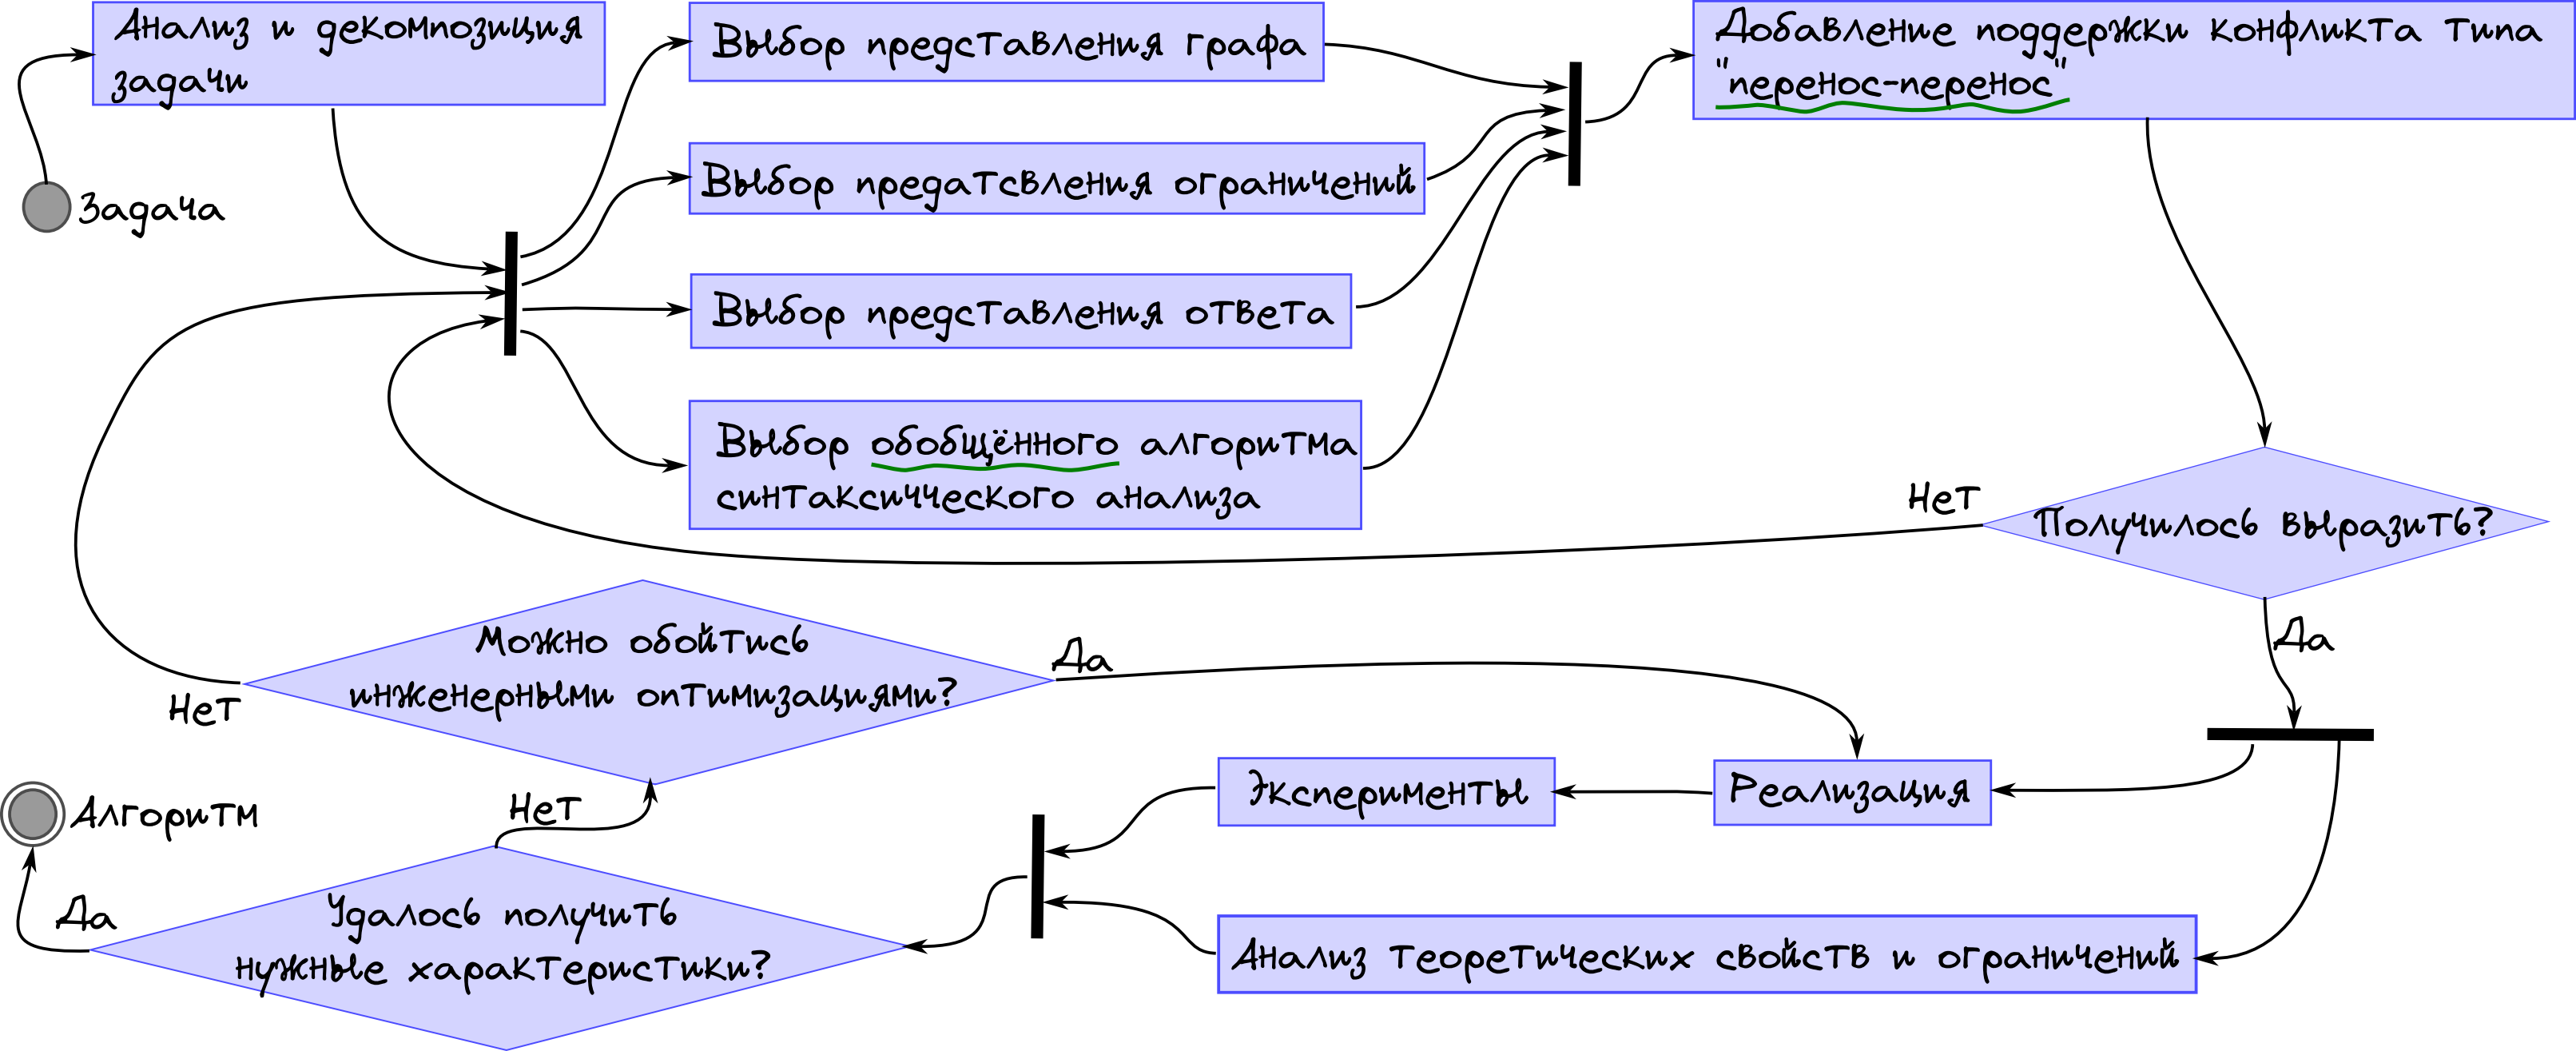 Анализ и декомпозиция
задачи
Задача
Выбор представления графа
Выбор предатсвления ограничений
Выбор представления ответа
Выбор обобщённого алгоритма
синтаксичческого анализа
Добавление поддержки конфликта типа
"перенос-перенос"
Получилось выразить?
Нет
Да
Можно обойтись
инженерными оптимизациями?
Да
Нет
Реализация
Эксперименты
Анализ теоретических свойств и ограничений
Удалось получить
нужные характеристики?
Нет
Да
Алгоритм